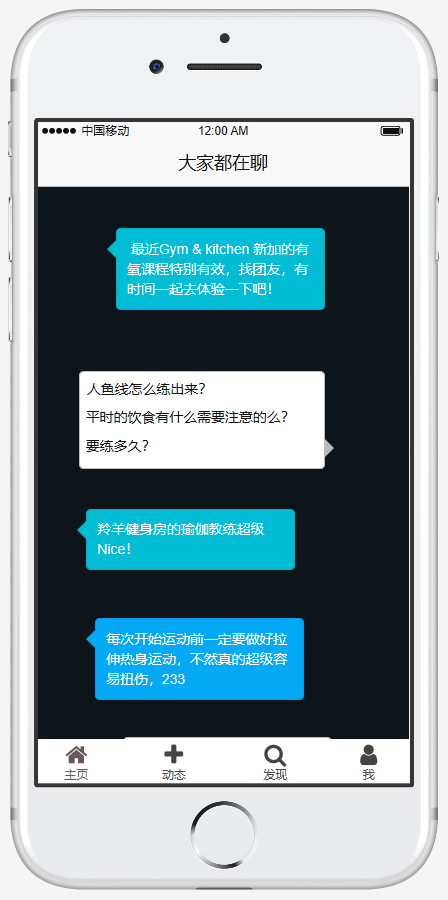 中国移动 12:00 AM
大家都在聊
最近Gym & kitchen 新加的有
氧课程特别有效，找团友，有
时间一起去体验一下吧！
人鱼线怎么练出来？
平时的饮食有什么需要注意的么？
要练多久？
羚羊健身房的瑜伽教练超级
Nice！
每次开始运动前一定要做好拉
伸热身运动，不然真的超级容
易扭伤，233
主页 动态 发现 我